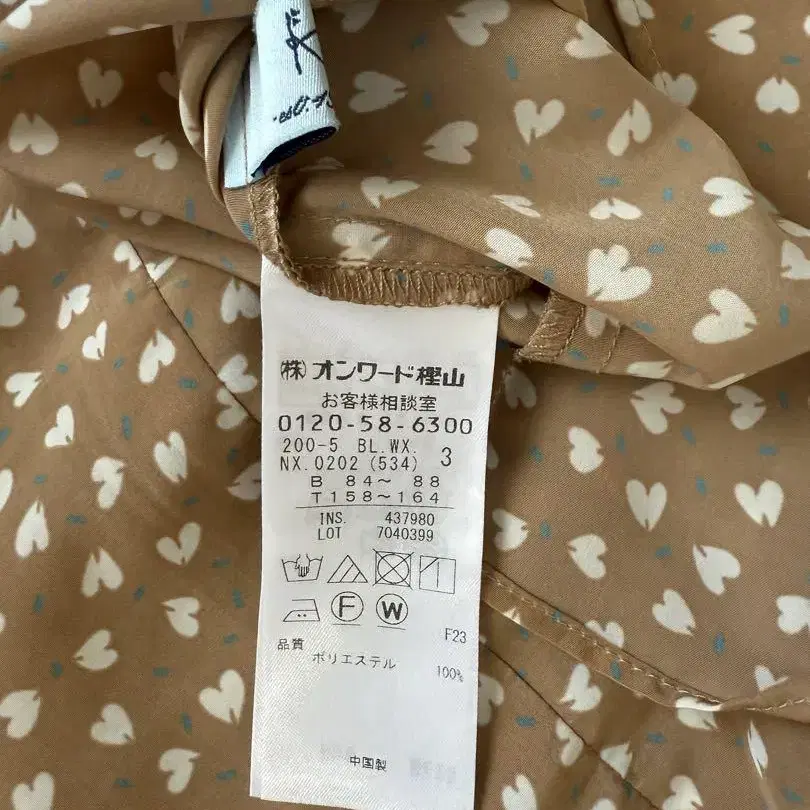 (株)オンワード樫山
お客様相談室
0120-58-6300
200-5 BL.WX.
NX.0202 (534) 3
B 84～ 88
T158～164
INS. 437980
LOT 7040399
F W
F23
品質
ポリエステル 100%
中国製